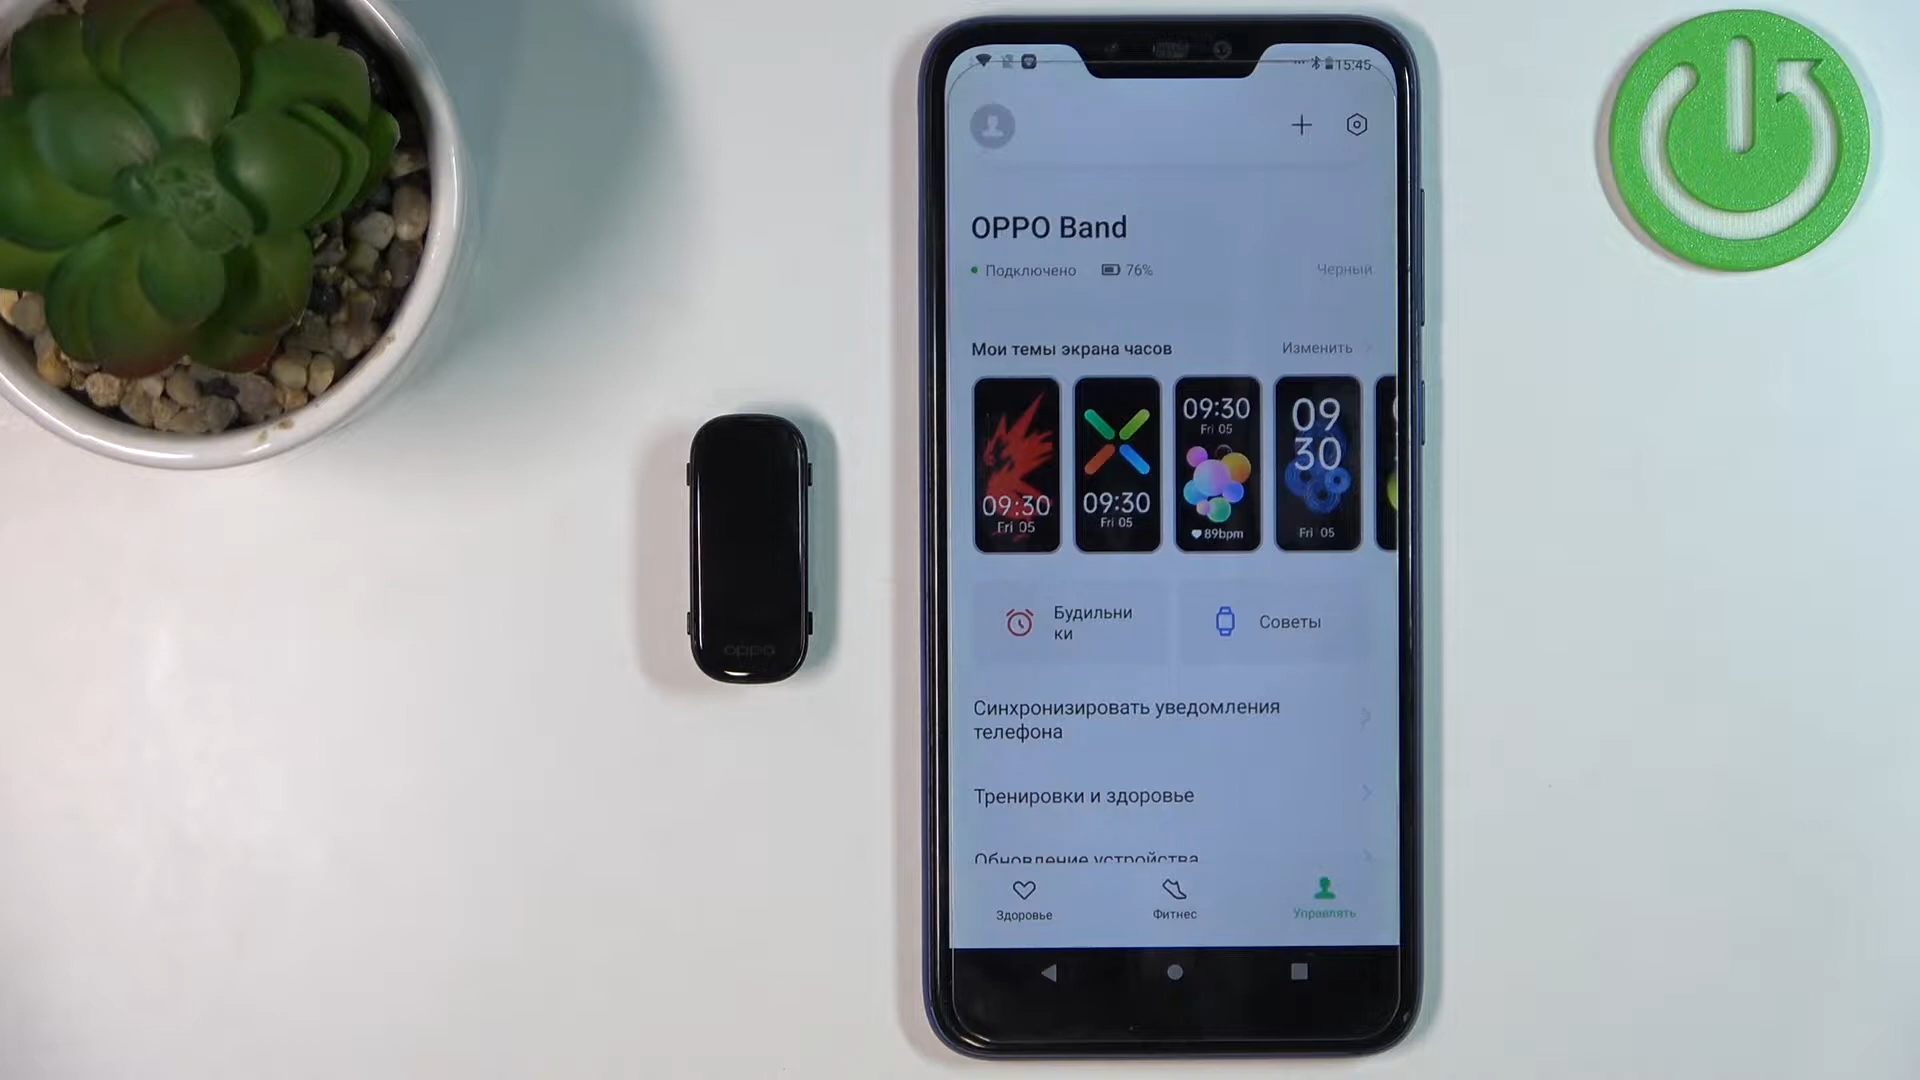 15:45
OPPO Band
Подключено 76% Черный
Мои темы экрана часов Изменить
09:30
Fri 05
09:30
Fri 05
09:30
Fri 05
89bpm
09
30
Fri 05
Будильни
ки
Советы
Синхронизировать уведомления
телефона
Тренировки и здоровье
Обновление устройства
Здоровье
Фитнес
Управлять
oppo